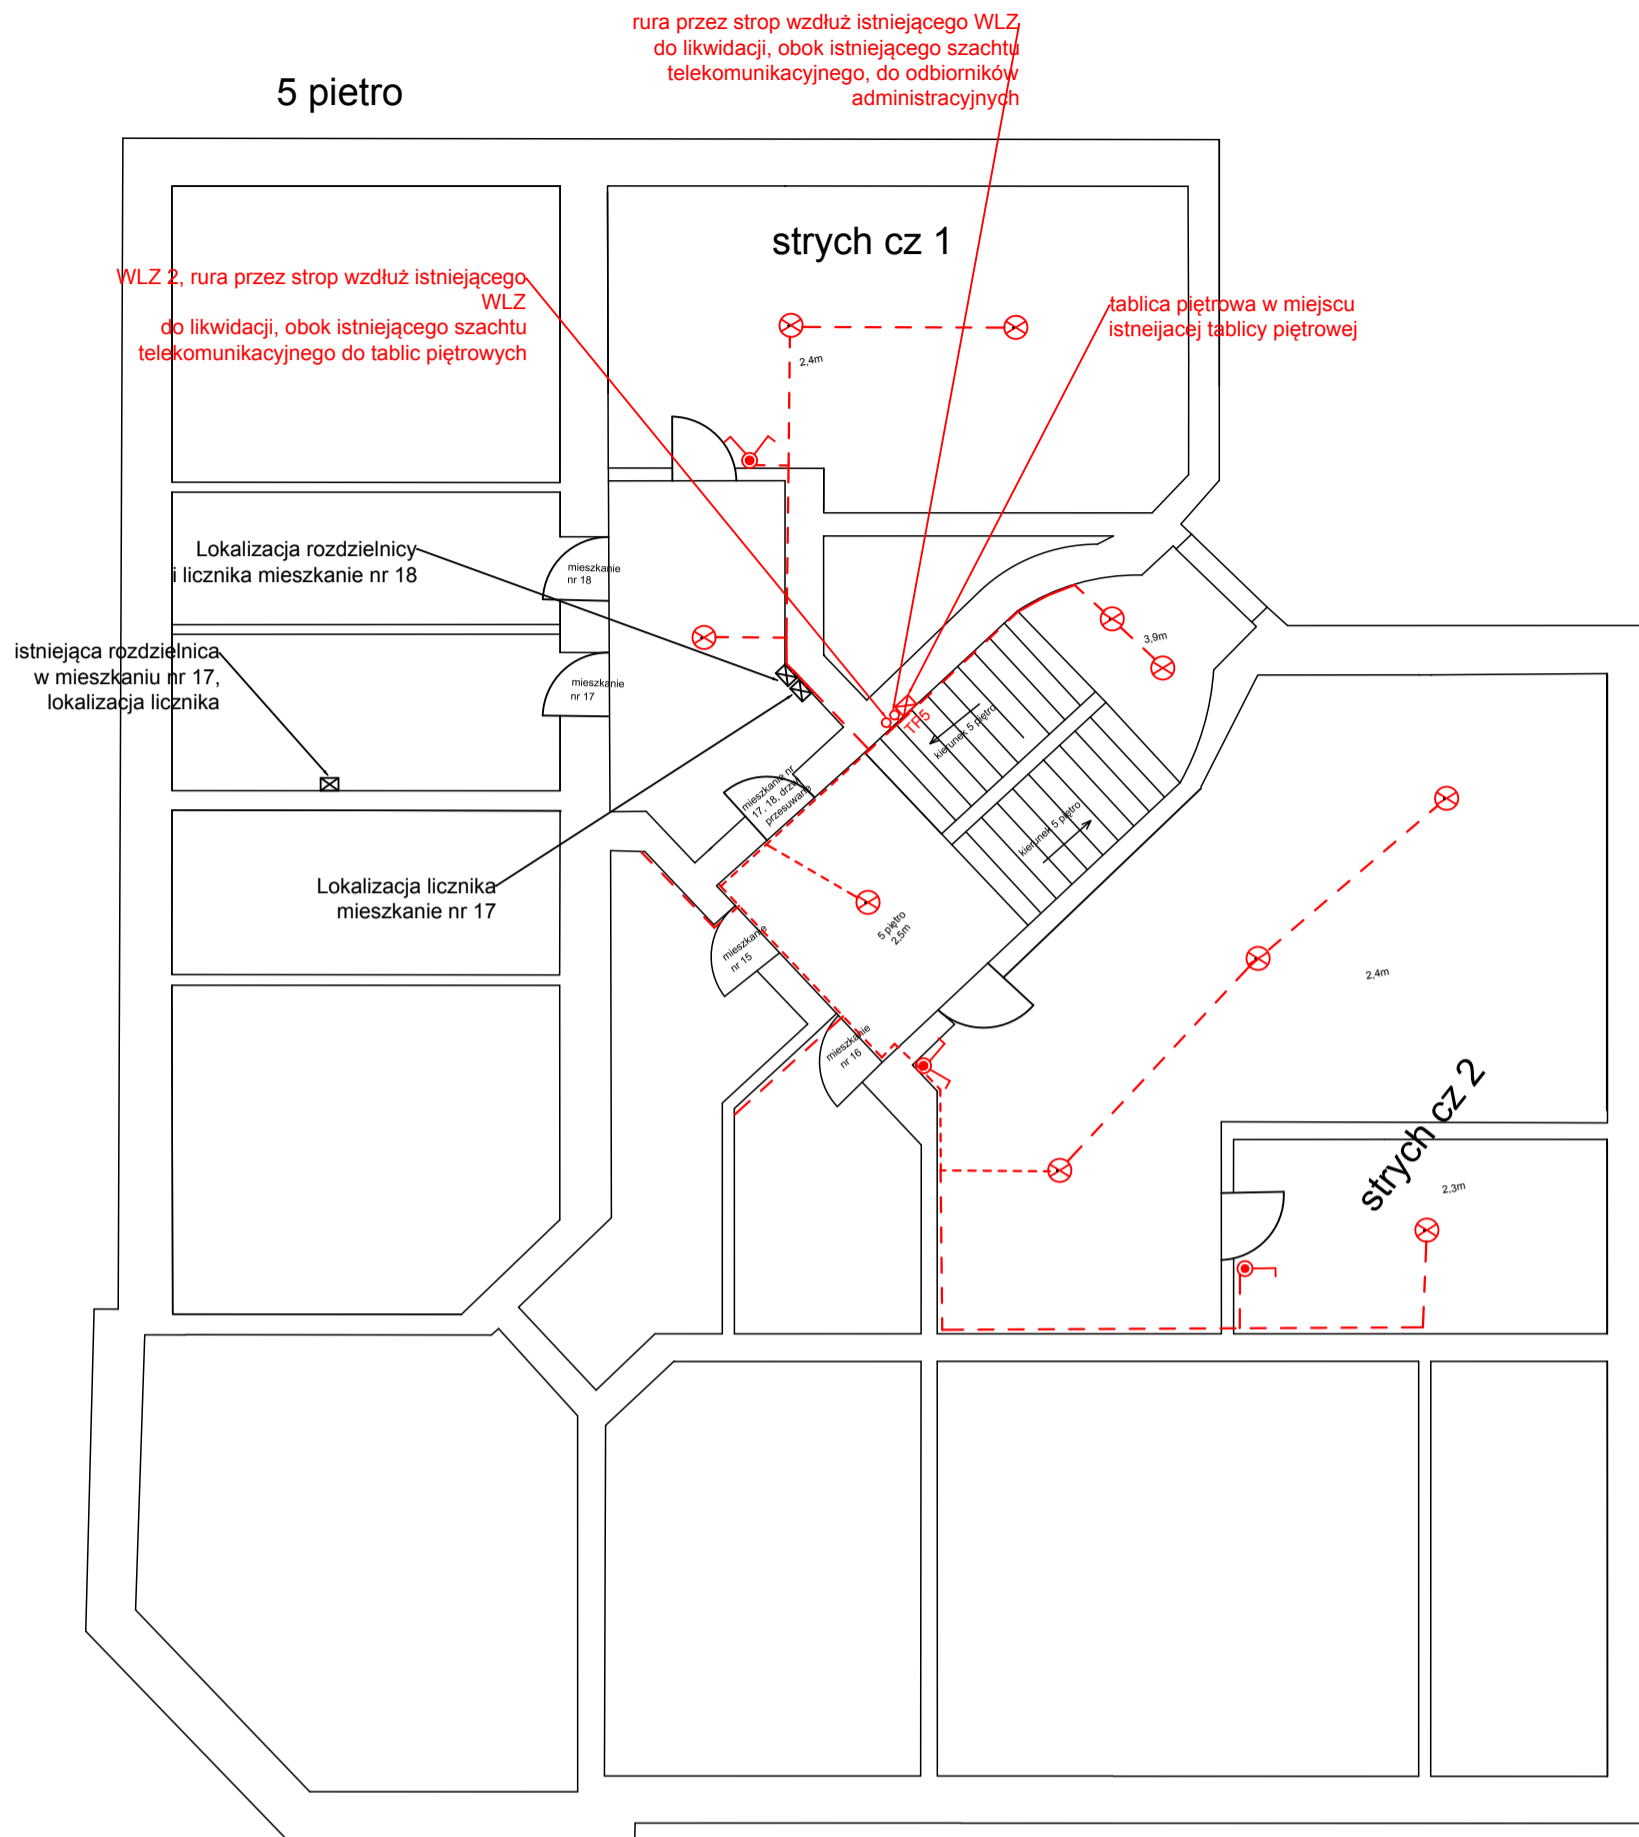 rura przez strop wzdłuż istniejącego WLZ
do likwidacji, obok istniejącego szachtu
telekomunikacyjnego, do odbiorników
administracyjnych
5 pietro
strych cz 1
WLZ 2, rura przez strop wzdłuż istniejącego
WLZ
do likwidacji, obok istniejącego szachtu
telekomunikacyjnego do tablic piętrowych
tablica piętrowa w miejscu
istneijacej tablicy piętrowej
2,4m
Lokalizacja rozdzielnicy
i licznika mieszkanie nr 18
mieszkanie
nr 18
istniejąca rozdzielnica
w mieszkaniu nr 17,
lokalizacja licznika
mieszkanie
nr 17
3,9m
TP5
kierunek 5 piętro
mieszkanie nr
17, 18, drzwi
przesuwane
kierunek 5 piętro
Lokalizacja licznika
mieszkanie nr 17
5 piętro
2,5m
mieszkanie
nr 15
2,4m
mieszkanie
nr 16
strych cz 2
2,3m